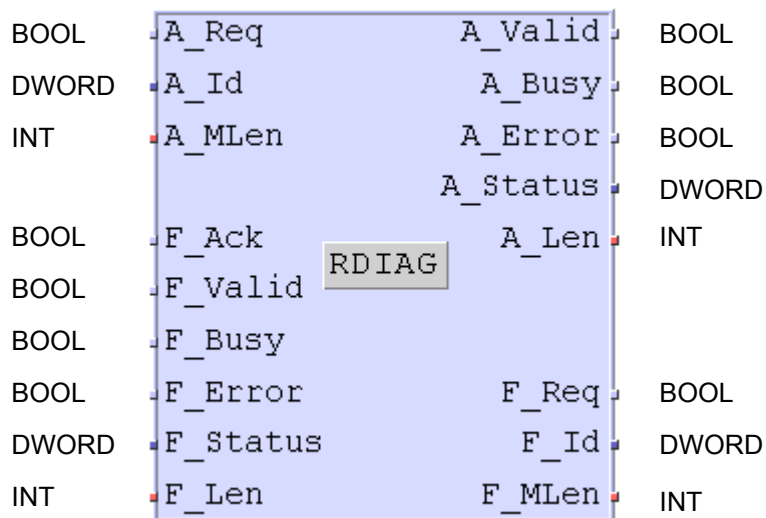 BOOL A_Req A_Valid BOOL
DWORD A_Id A_Busy BOOL
INT A_MLen A_Error BOOL
A_Status DWORD
BOOL F_Ack A_Len INT
RDIAG
BOOL F_Valid
BOOL F_Busy
BOOL F_Error F_Req BOOL
DWORD F_Status F_Id DWORD
INT F_Len F_MLen INT